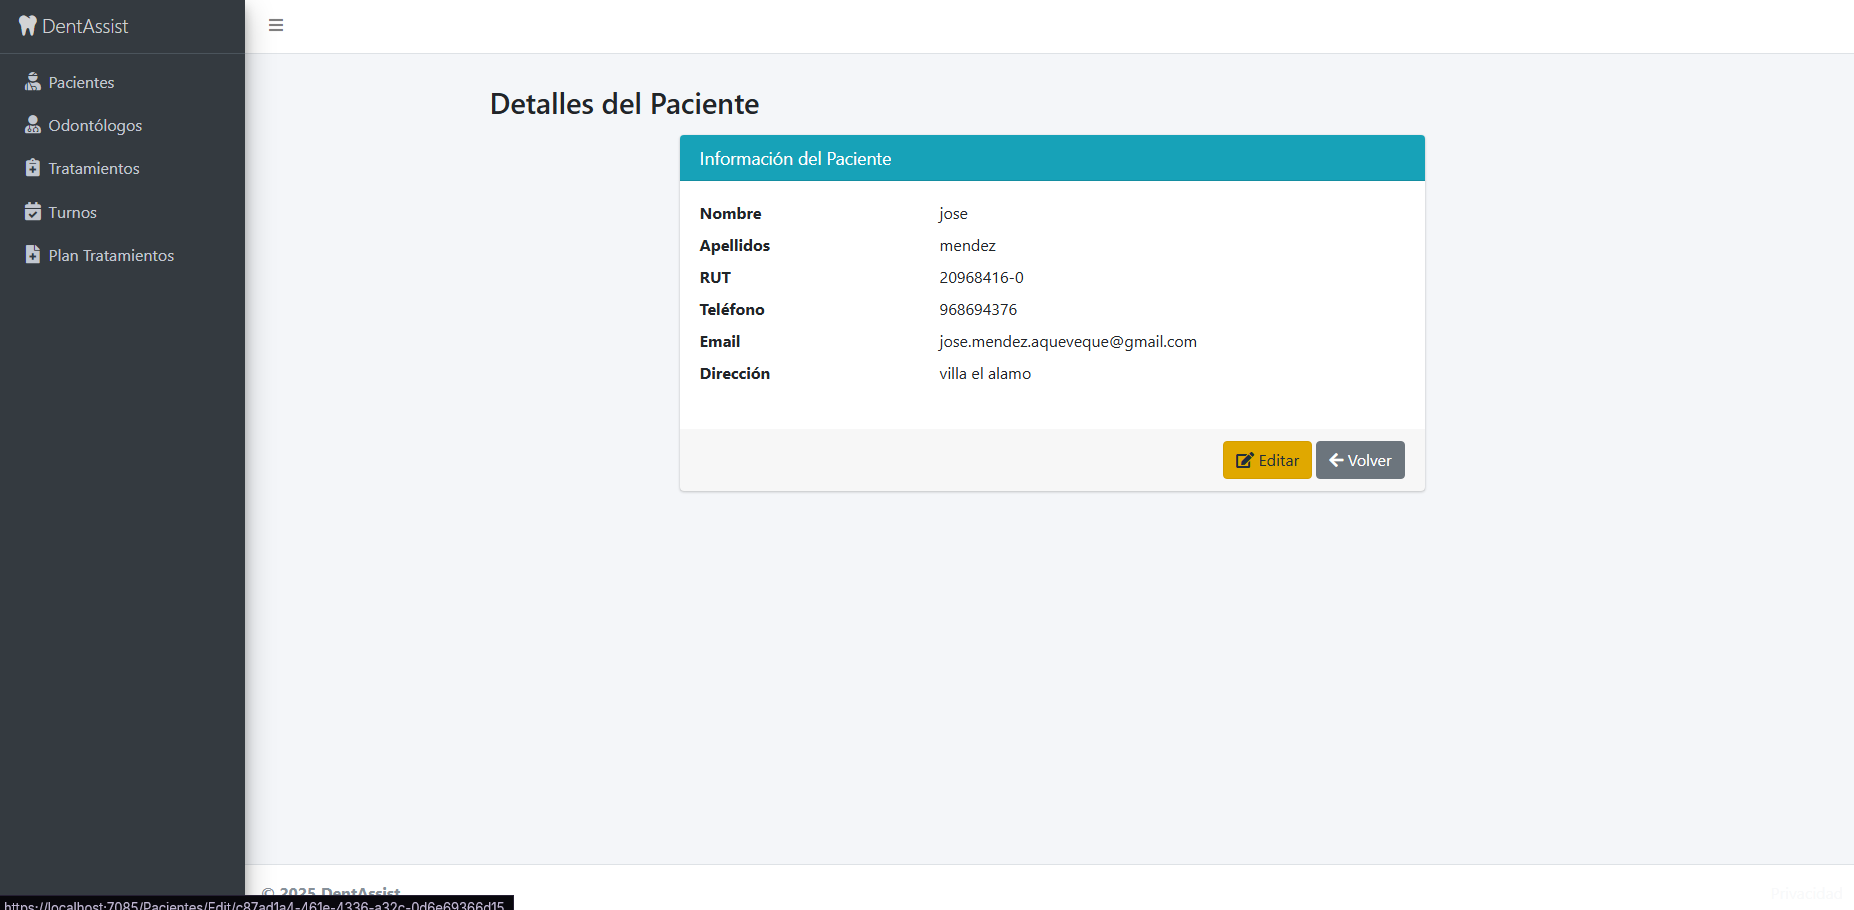 DentAssist
Pacientes
Odontólogos
Tratamientos
Turnos
Plan Tratamientos
Detalles del Paciente
Información del Paciente
Nombre jose
Apellidos mendez
RUT 20968416-0
Teléfono 968694376
Email jose.mendez.aqueveque@gmail.com
Dirección villa el alamo
Editar Volver
© 2025 DentAssist Privacidad
https://localhost:7085/Pacientes/Edit/c87ad1a4-461e-4336-a32c-0d6e69366d15